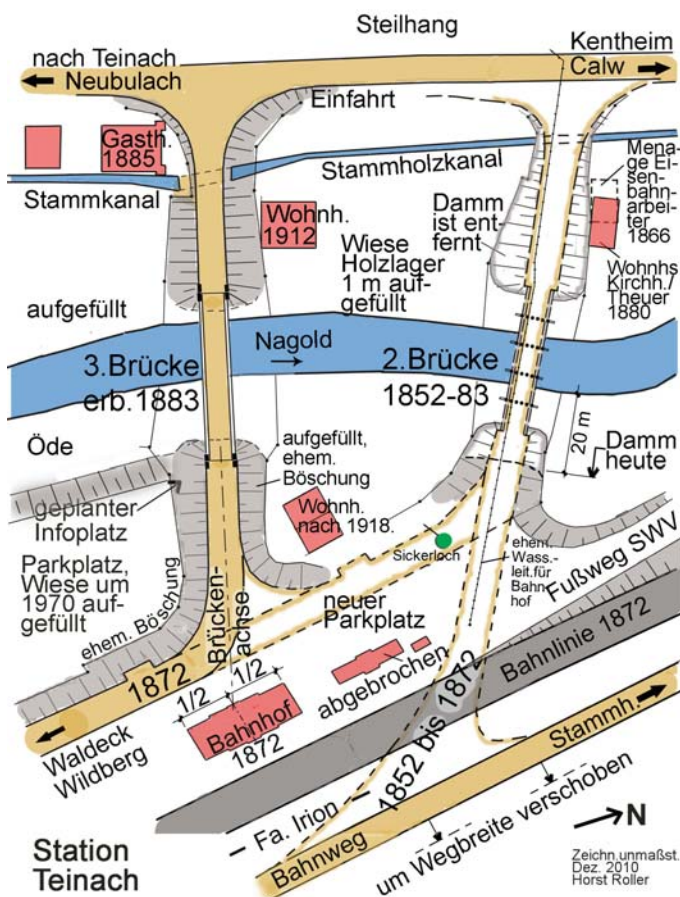 Steilhang
nach Teinach
Neubulach
Kentheim
Calw
Einfahrt
Gasth.
1885
Stammkanal
Stammholzkanal
Mena-
ge Ei-
senbahn-
arbei-
ter
1866
Wohnh.
1912
Damm
ist ent-
fernt
Wiese
Holzlager
1 m auf-
gefüllt
Wohnhs
Kirchh./
Theuer
1880
aufgefüllt
Nagold
3.Brücke
erb.1883
2.Brücke
1852-83
20 m
Öde
aufgefüllt,
ehem.
Böschung
Damm
heute
geplanter
Infoplatz
Wohnh.
nach 1918.
Sickerloch
ehem.
Wass.-
leit.für
Bahn-
hof
Parkplatz,
Wiese um
1970 auf-
gefüllt
ehem. Böschung
Brücken-
achse
neuer
Parkplatz
Fußweg SWV
Bahnlinie 1872
1872
1/2
1/2
abgebrochen
Bahnhof
1872
1852 bis 1872
Stammh.
Waldeck
Wildberg
Fa. Irion
Bahnweg
um Wegbreite verschoben
N
Station
Teinach
Zeichn.unmaßst.
Dez. 2010
Horst Roller